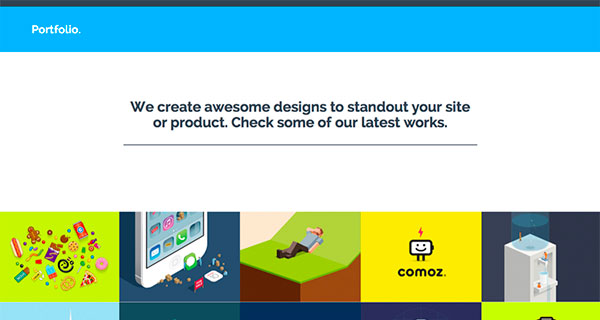 Portfolio.
We create awesome designs to standout your site
or product. Check some of our latest works.
comoz.